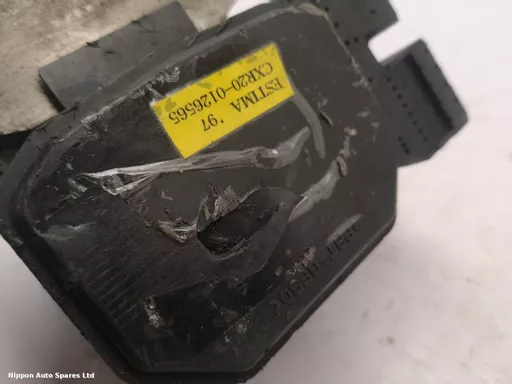 ESTIMA '97
CXR20-0126565
Nippon Auto Spares Ltd